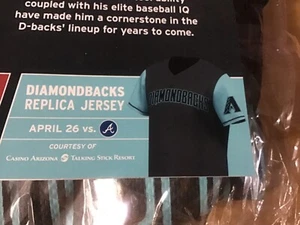 coupled with his elite baseball IQ
have made him a cornerstone in the
D-backs' lineup for years to come.
DIAMONDBACKS
REPLICA JERSEY
APRIL 26 vs. A
COURTESY OF
CASINO ARIZONA TALKING STICK RESORT
DIAMONDBACKS
A